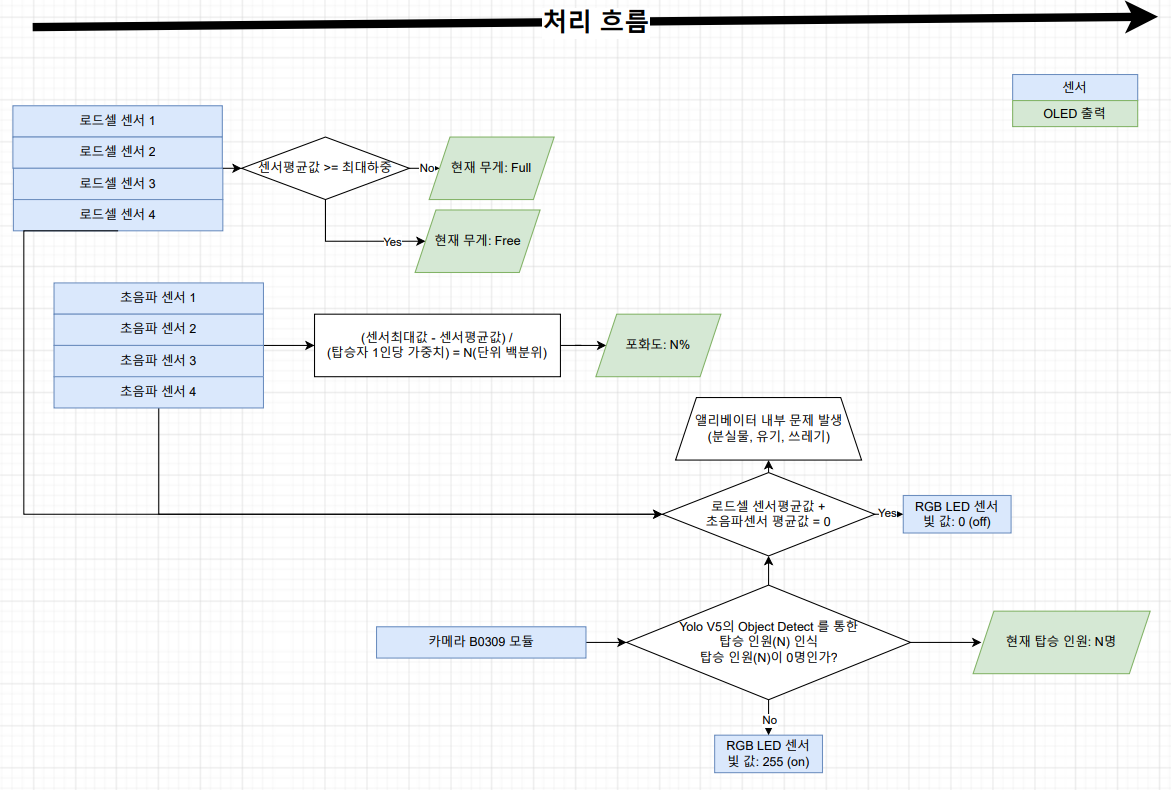 처리 흐름
센서
OLED 출력
로드셀 센서 1
로드셀 센서 2
로드셀 센서 3
로드셀 센서 4
센서평균값 >= 최대하중
No
현재 무게: Full
Yes
현재 무게: Free
초음파 센서 1
초음파 센서 2
초음파 센서 3
초음파 센서 4
(센서최대값 - 센서평균값) /
(탑승자 1인당 가중치) = N(단위 백분위)
포화도: N%
앨리베이터 내부 문제 발생
(분실물, 유기, 쓰레기)
로드셀 센서평균값 +
초음파센서 평균값 = 0
Yes
RGB LED 센서
빛 값: 0 (off)
카메라 B0309 모듈
Yolo V5의 Object Detect 를 통한
탑승 인원(N) 인식
탑승 인원(N)이 0명인가?
현재 탑승 인원: N명
No
RGB LED 센서
빛 값: 255 (on)